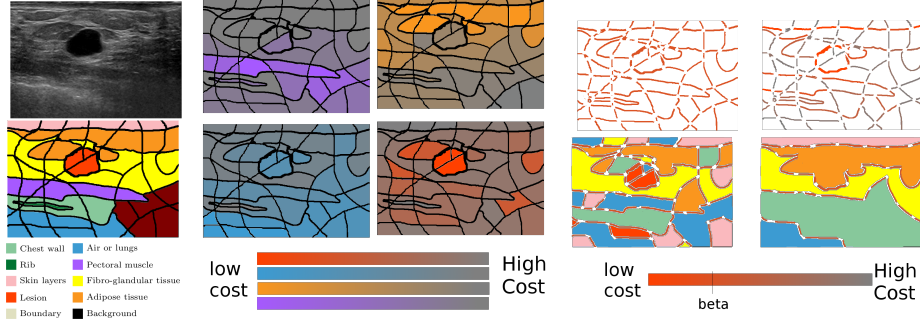 Chest wall
Air or lungs
Rib
Pectoral muscle
Skin layers
Fibro-glandular tissue
Lesion
Adipose tissue
Boundary
Background
low
cost
High
Cost
low
cost
High
Cost
beta